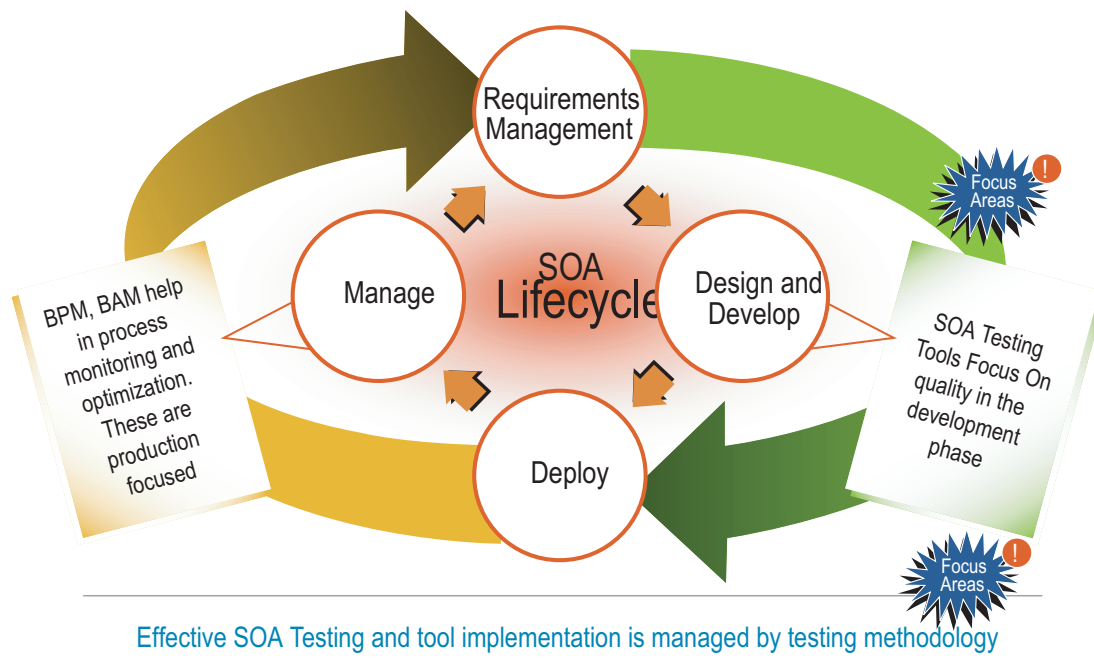 Requirements
Management
!
Focus
Areas
SOA
Lifecycle
Manage
Design and
Develop
BPM, BAM help
in process
monitoring and
optimization.
These are
production
focused
SOA Testing
Tools Focus On
quality in the
development
phase
Deploy
!
Focus
Areas
Effective SOA Testing and tool implementation is managed by testing methodology